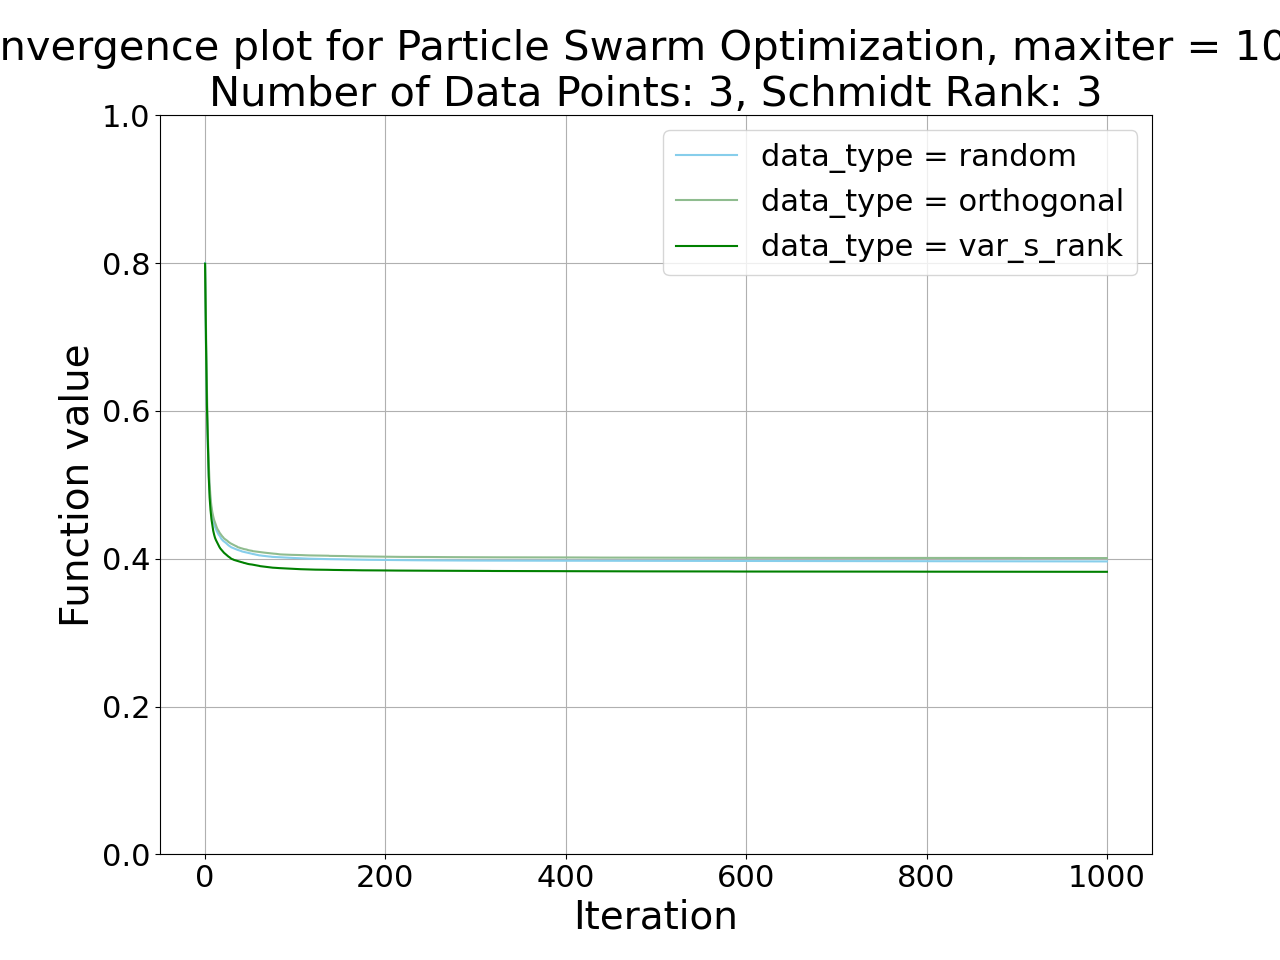 nvergence plot for Particle Swarm Optimization, maxiter = 10
Number of Data Points: 3, Schmidt Rank: 3
1.0
0.8
0.6
0.4
0.2
0.0
Function value
data_type = random
data_type = orthogonal
data_type = var_s_rank
0 200 400 600 800 1000
Iteration